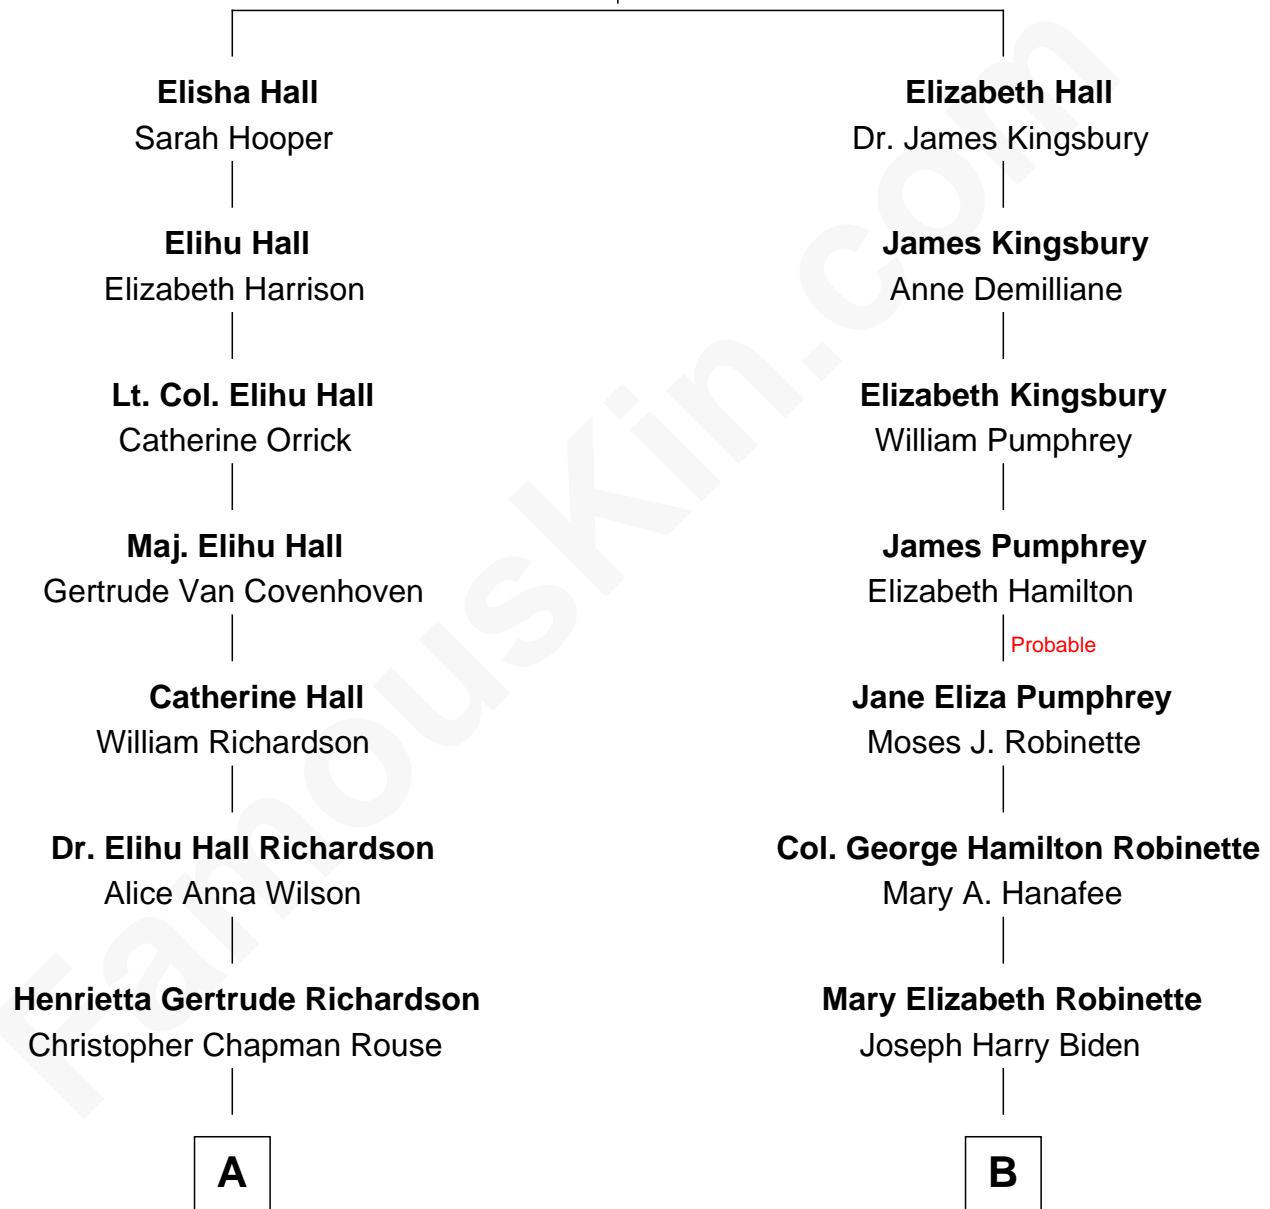 Elisha Hall
Sarah Hooper
Elihu Hall
Elizabeth Harrison
Lt. Col. Elihu Hall
Catherine Orrick
Maj. Elihu Hall
Gertrude Van Covenhoven
Catherine Hall
William Richardson
Dr. Elihu Hall Richardson
Alice Anna Wilson
Henrietta Gertrude Richardson
Christopher Chapman Rouse
A
Elizabeth Hall
Dr. James Kingsbury
James Kingsbury
Anne Demilliane
Elizabeth Kingsbury
William Pumphrey
James Pumphrey
Elizabeth Hamilton
Probable
Jane Eliza Pumphrey
Moses J. Robinette
Col. George Hamilton Robinette
Mary A. Hanafee
Mary Elizabeth Robinette
Joseph Harry Biden
B
FamousKin.com